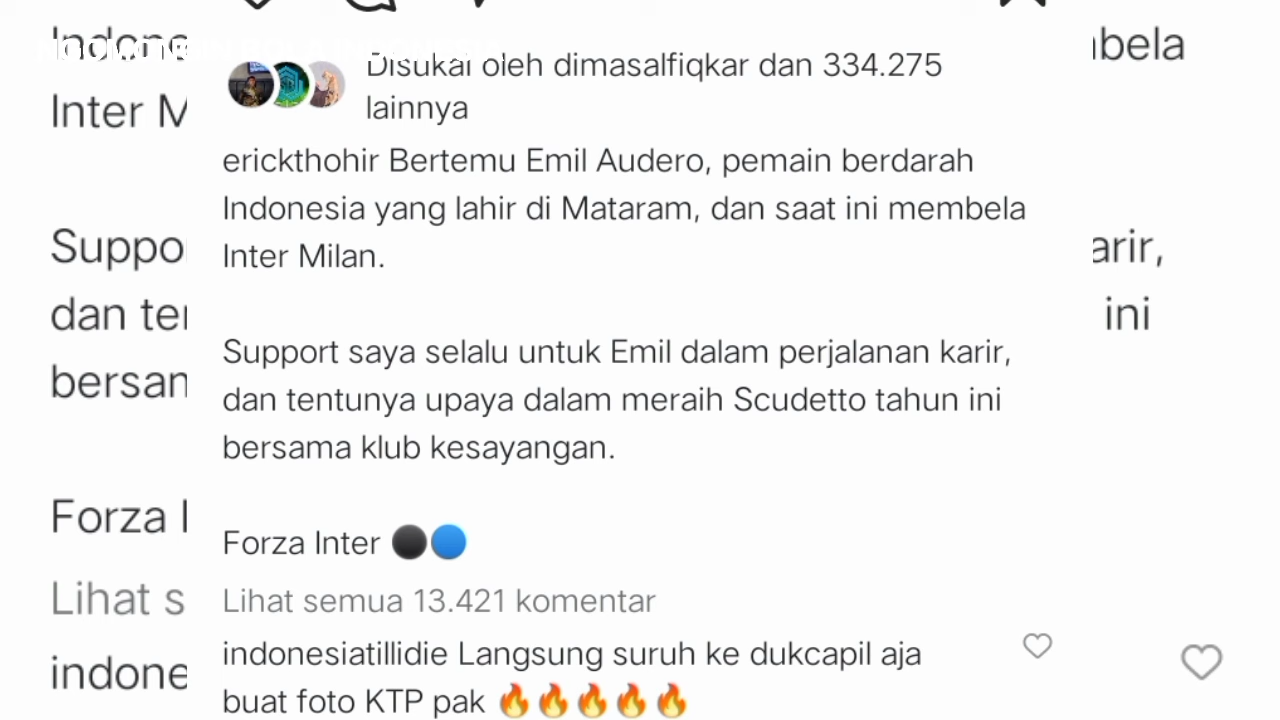 Disukai oleh dimasalfiqkar dan 334.275
lainnya
erickthohir Bertemu Emil Audero, pemain berdarah
Indonesia yang lahir di Mataram, dan saat ini membela
Inter Milan.
Support saya selalu untuk Emil dalam perjalanan karir,
dan tentunya upaya dalam meraih Scudetto tahun ini
bersama klub kesayangan.
Forza Inter ⚫🔵
Lihat semua 13.421 komentar
indonesiatillidie Langsung suruh ke dukcapil aja
buat foto KTP pak 🔥🔥🔥🔥🔥